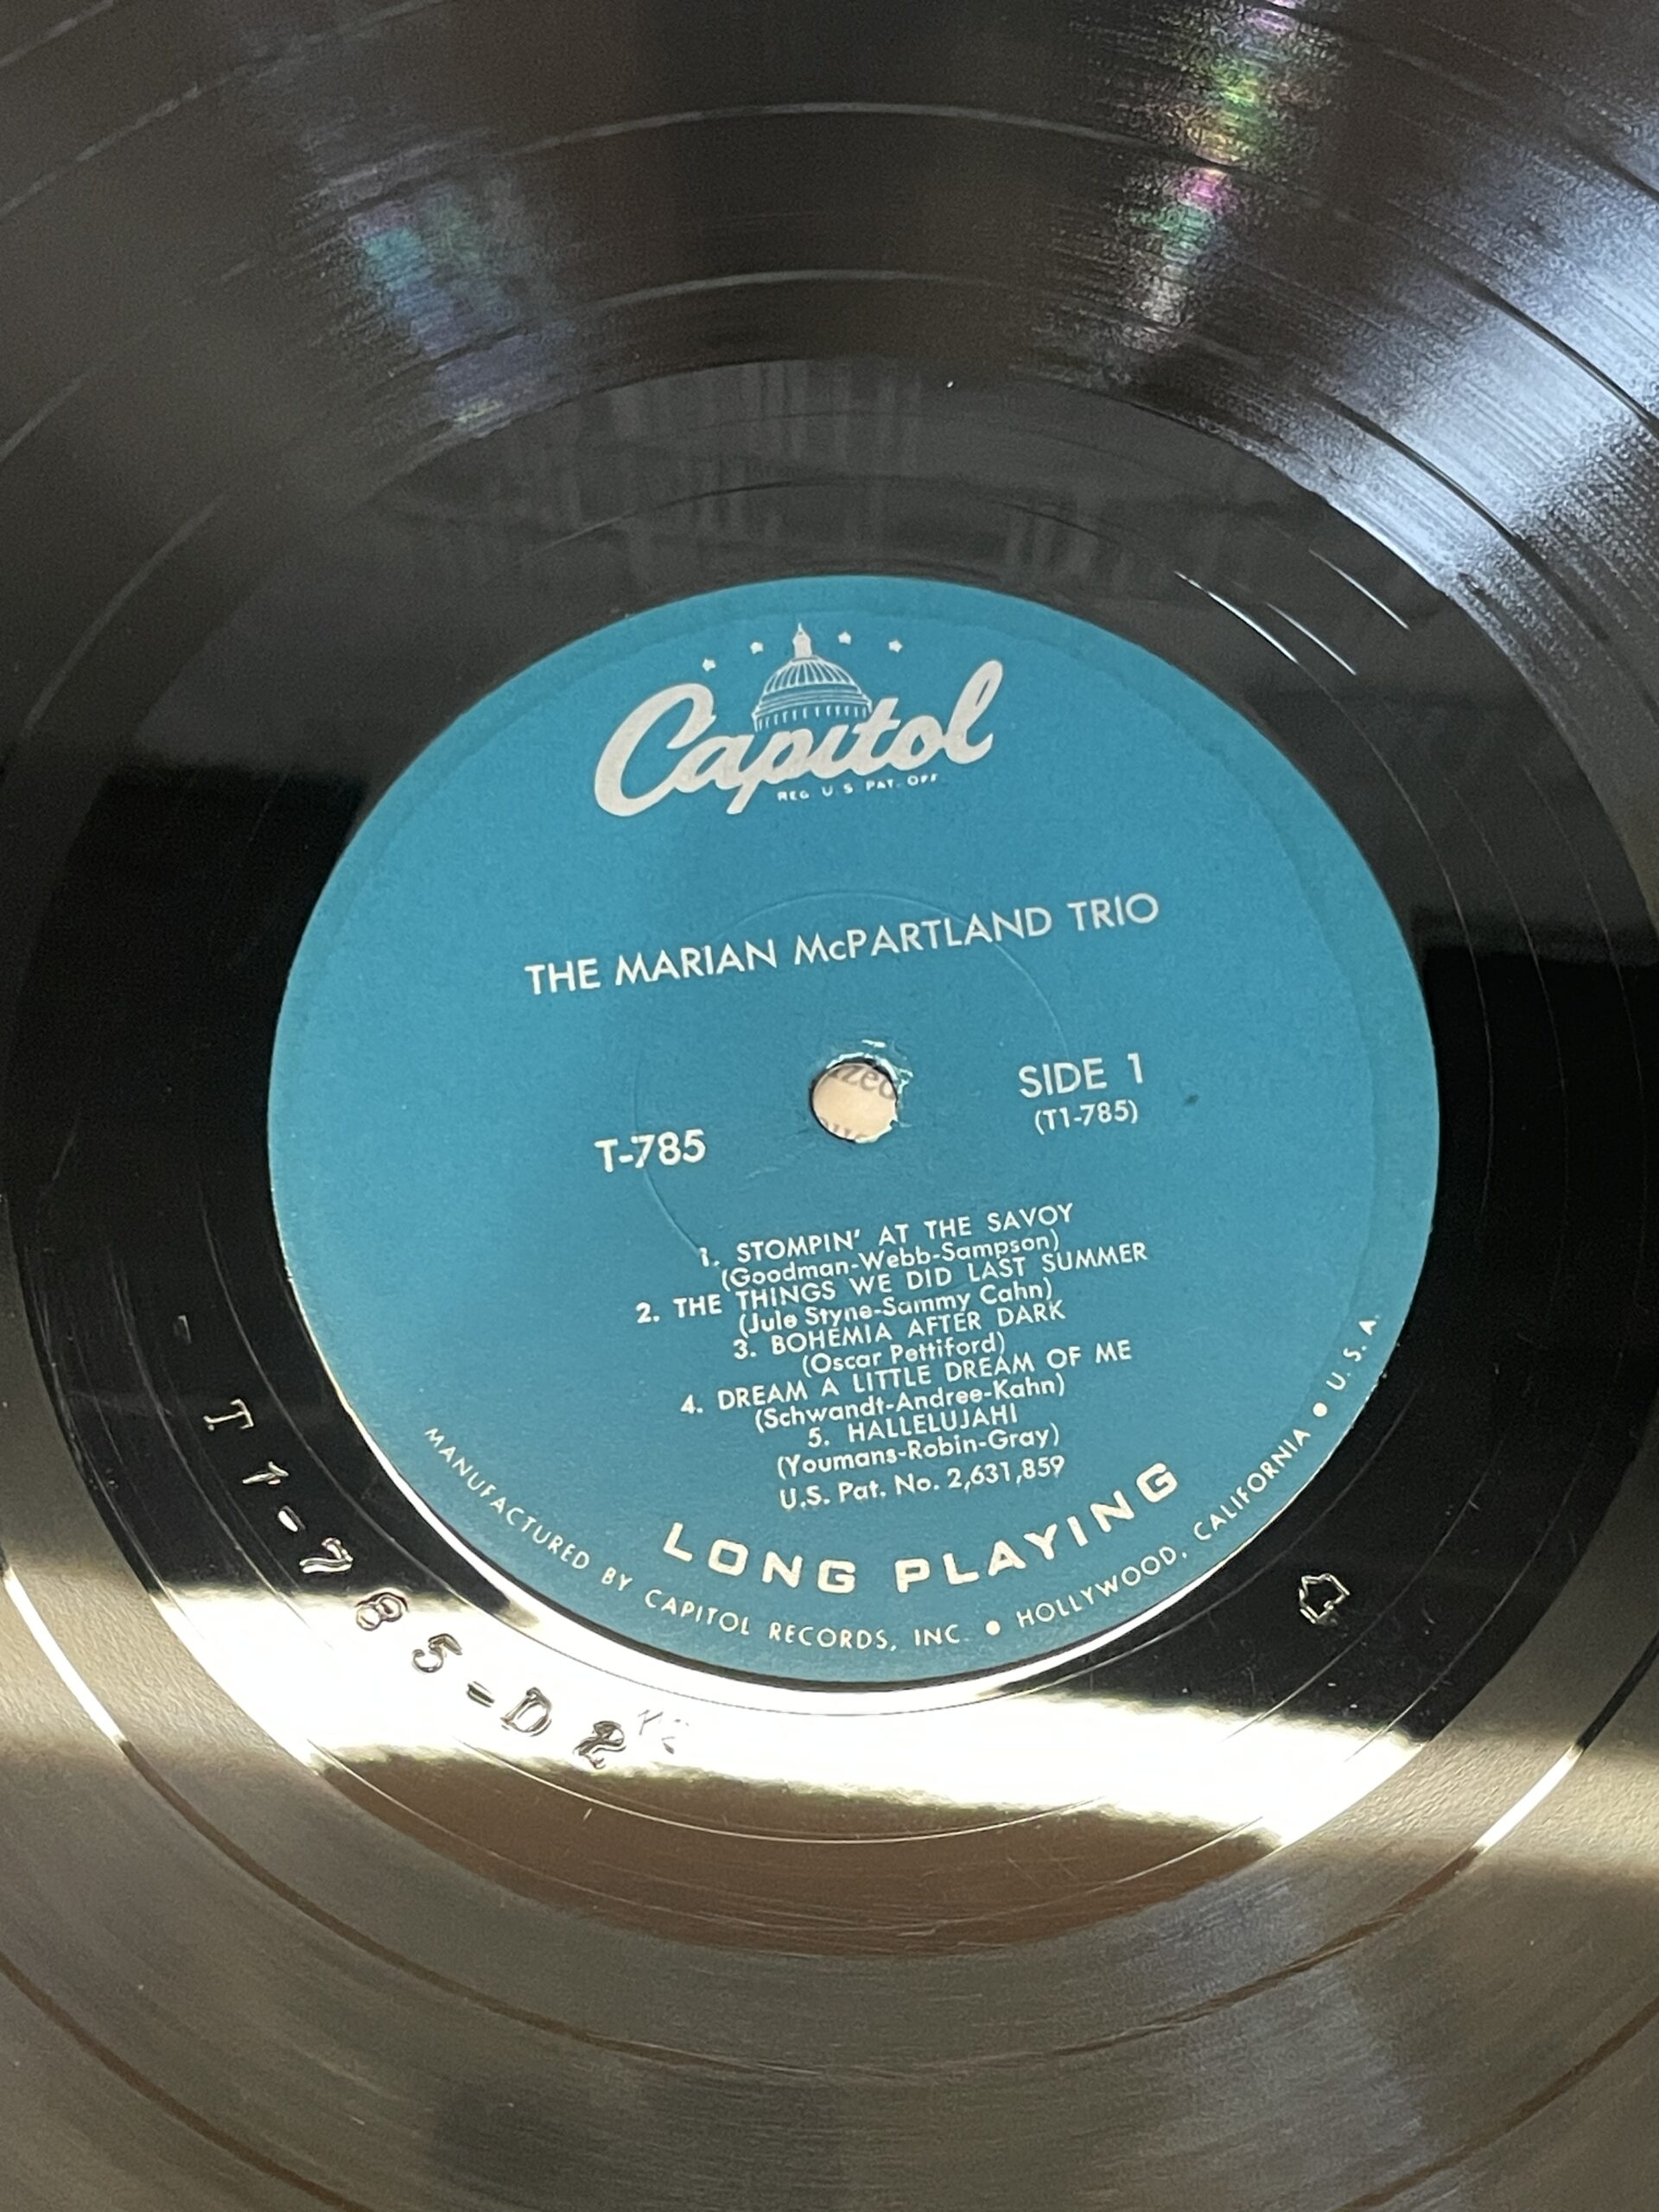 Capitol
REG. U.S. PAT. OFF.
THE MARIAN McPARTLAND TRIO
SIDE 1
(T1-785)
T-785
1. STOMPIN' AT THE SAVOY
(Goodman-Webb-Sampson)
2. THE THINGS WE DID LAST SUMMER
(Jule Styne-Sammy Cahn)
3. BOHEMIA AFTER DARK
(Oscar Pettiford)
4. DREAM A LITTLE DREAM OF ME
(Schwandt-Andree-Kahn)
5. HALLELUJAH!
(Youmans-Robin-Gray)
U.S. Pat. No. 2,631,859
LONG PLAYING
MANUFACTURED BY CAPITOL RECORDS, INC. • HOLLYWOOD, CALIFORNIA • U.S.A.
T1-785-D2